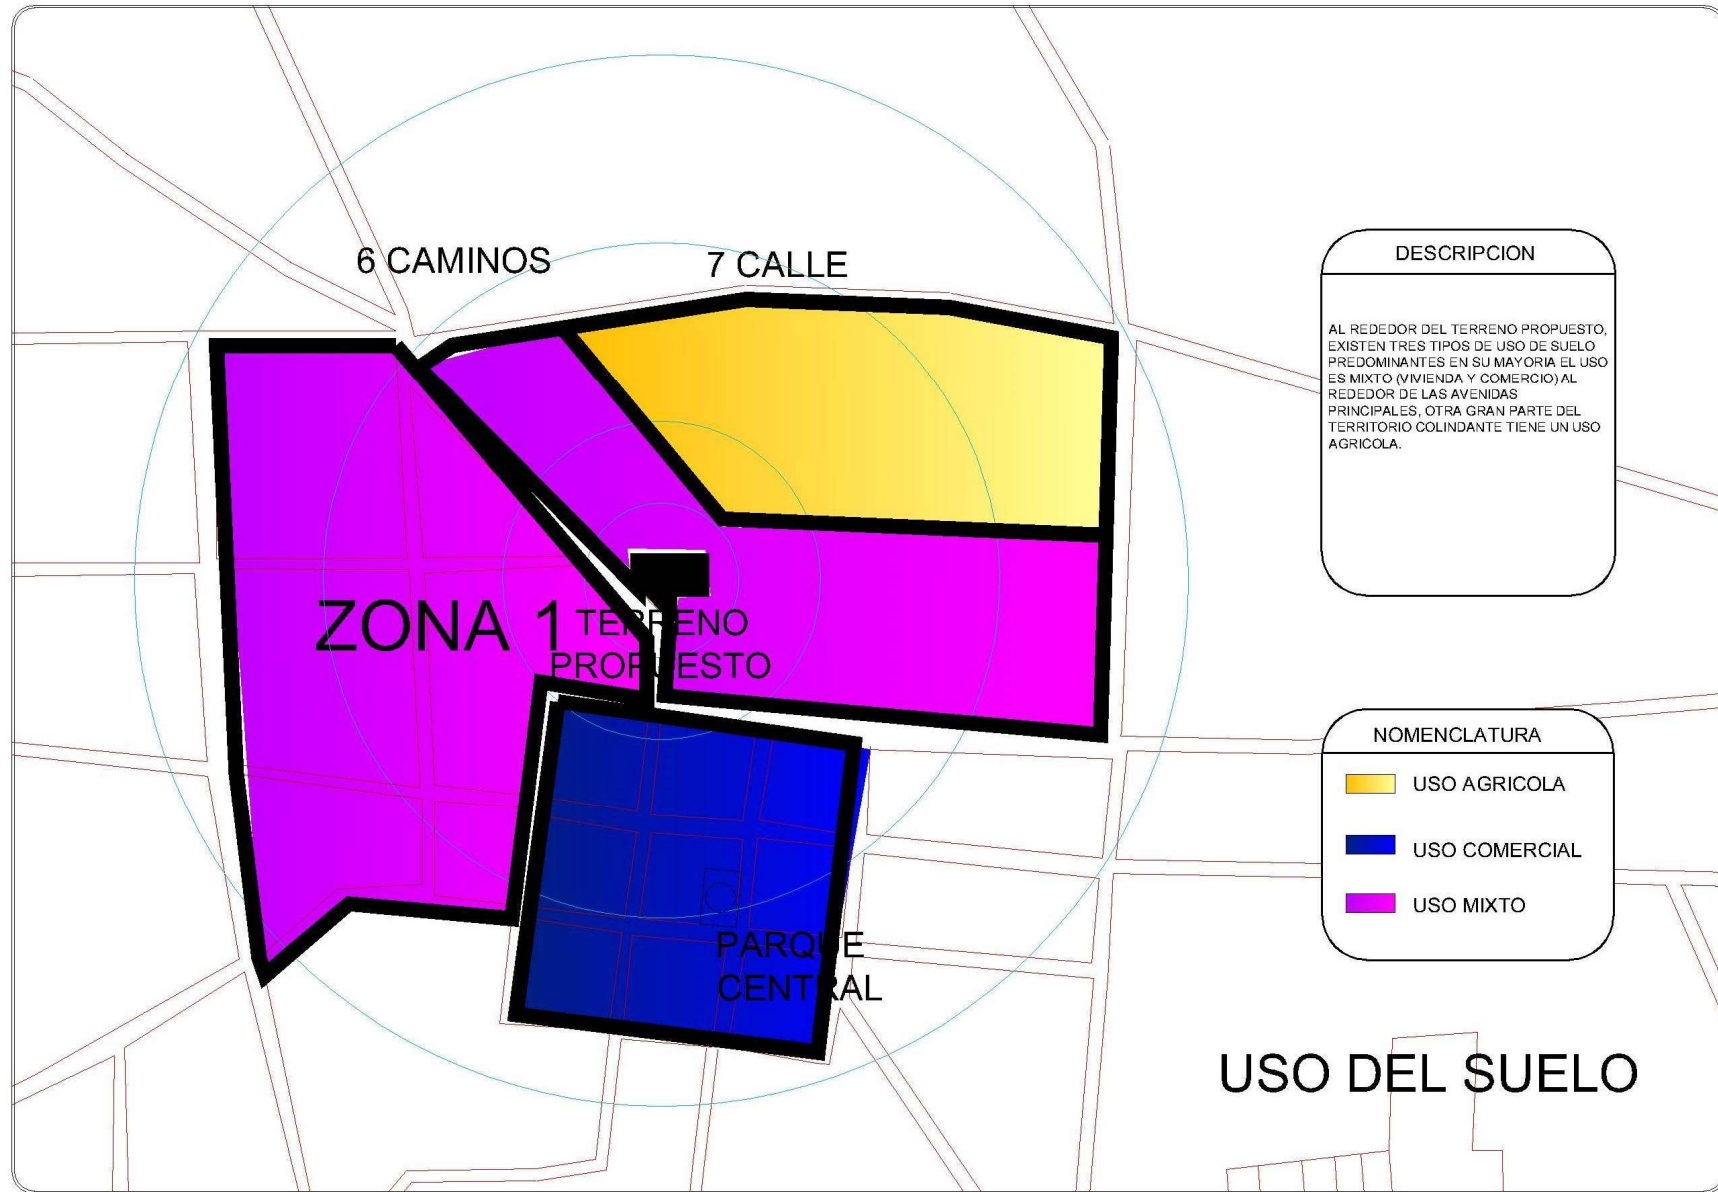 6 CAMINOS
7 CALLE
DESCRIPCION
AL REDEDOR DEL TERRENO PROPUESTO,
EXISTEN TRES TIPOS DE USO DE SUELO
PREDOMINANTES EN SU MAYORIA EL USO
ES MIXTO (VIVIENDA Y COMERCIO) AL
REDEDOR DE LAS AVENIDAS
PRINCIPALES, OTRA GRAN PARTE DEL
TERRITORIO COLINDANTE TIENE UN USO
AGRICOLA.
ZONA 1
TERRENO
PROPUESTO
NOMENCLATURA
USO AGRICOLA
USO COMERCIAL
USO MIXTO
PARQUE
CENTRAL
USO DEL SUELO